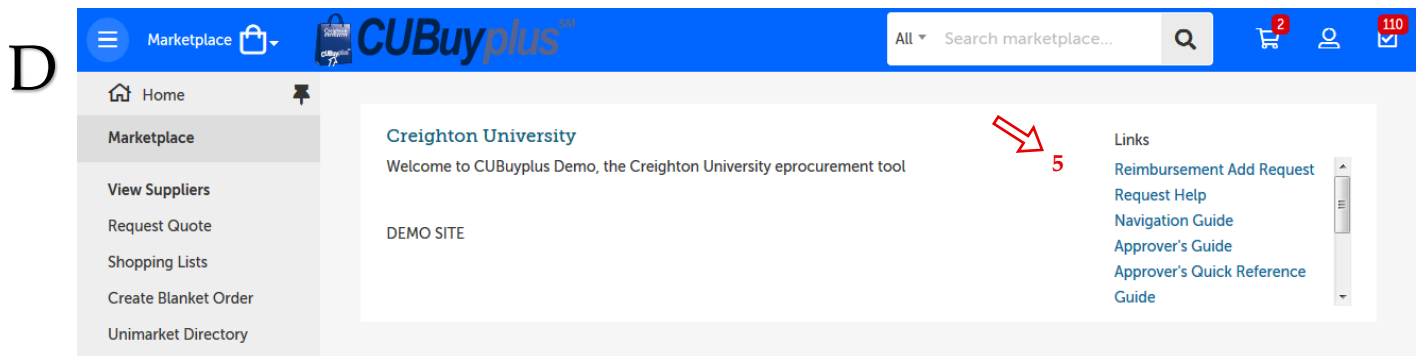 D
Marketplace
CUBuyplus℠
All
Search marketplace...
2
110
Home
Marketplace
View Suppliers
Request Quote
Shopping Lists
Create Blanket Order
Unimarket Directory
Creighton University
Welcome to CUBuyplus Demo, the Creighton University eprocurement tool
DEMO SITE
5
Links
Reimbursement Add Request
Request Help
Navigation Guide
Approver's Guide
Approver's Quick Reference
Guide